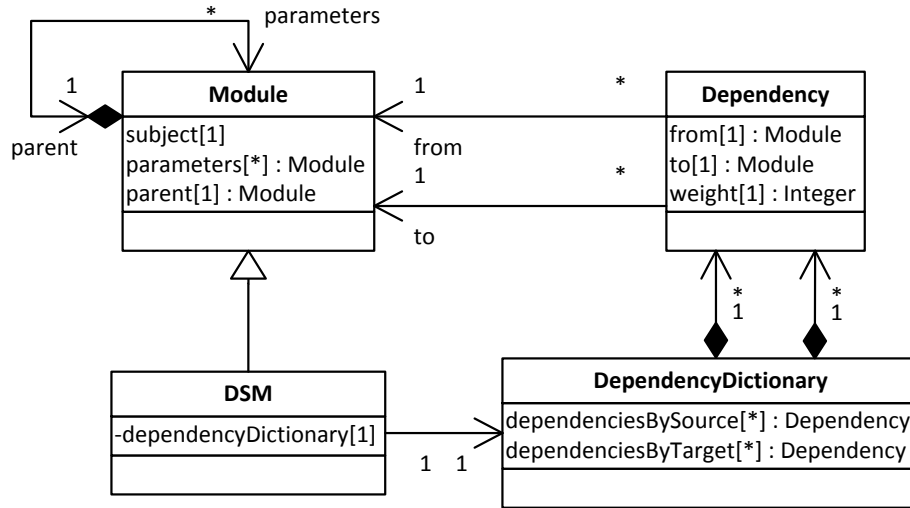 * parameters
1
parent
Module
subject[1]
parameters[*] : Module
parent[1] : Module
1 *
from
1 *
to
Dependency
from[1] : Module
to[1] : Module
weight[1] : Integer
* *
1 1
DSM
-dependencyDictionary[1]
1 1
DependencyDictionary
dependenciesBySource[*] : Dependency
dependenciesByTarget[*] : Dependency